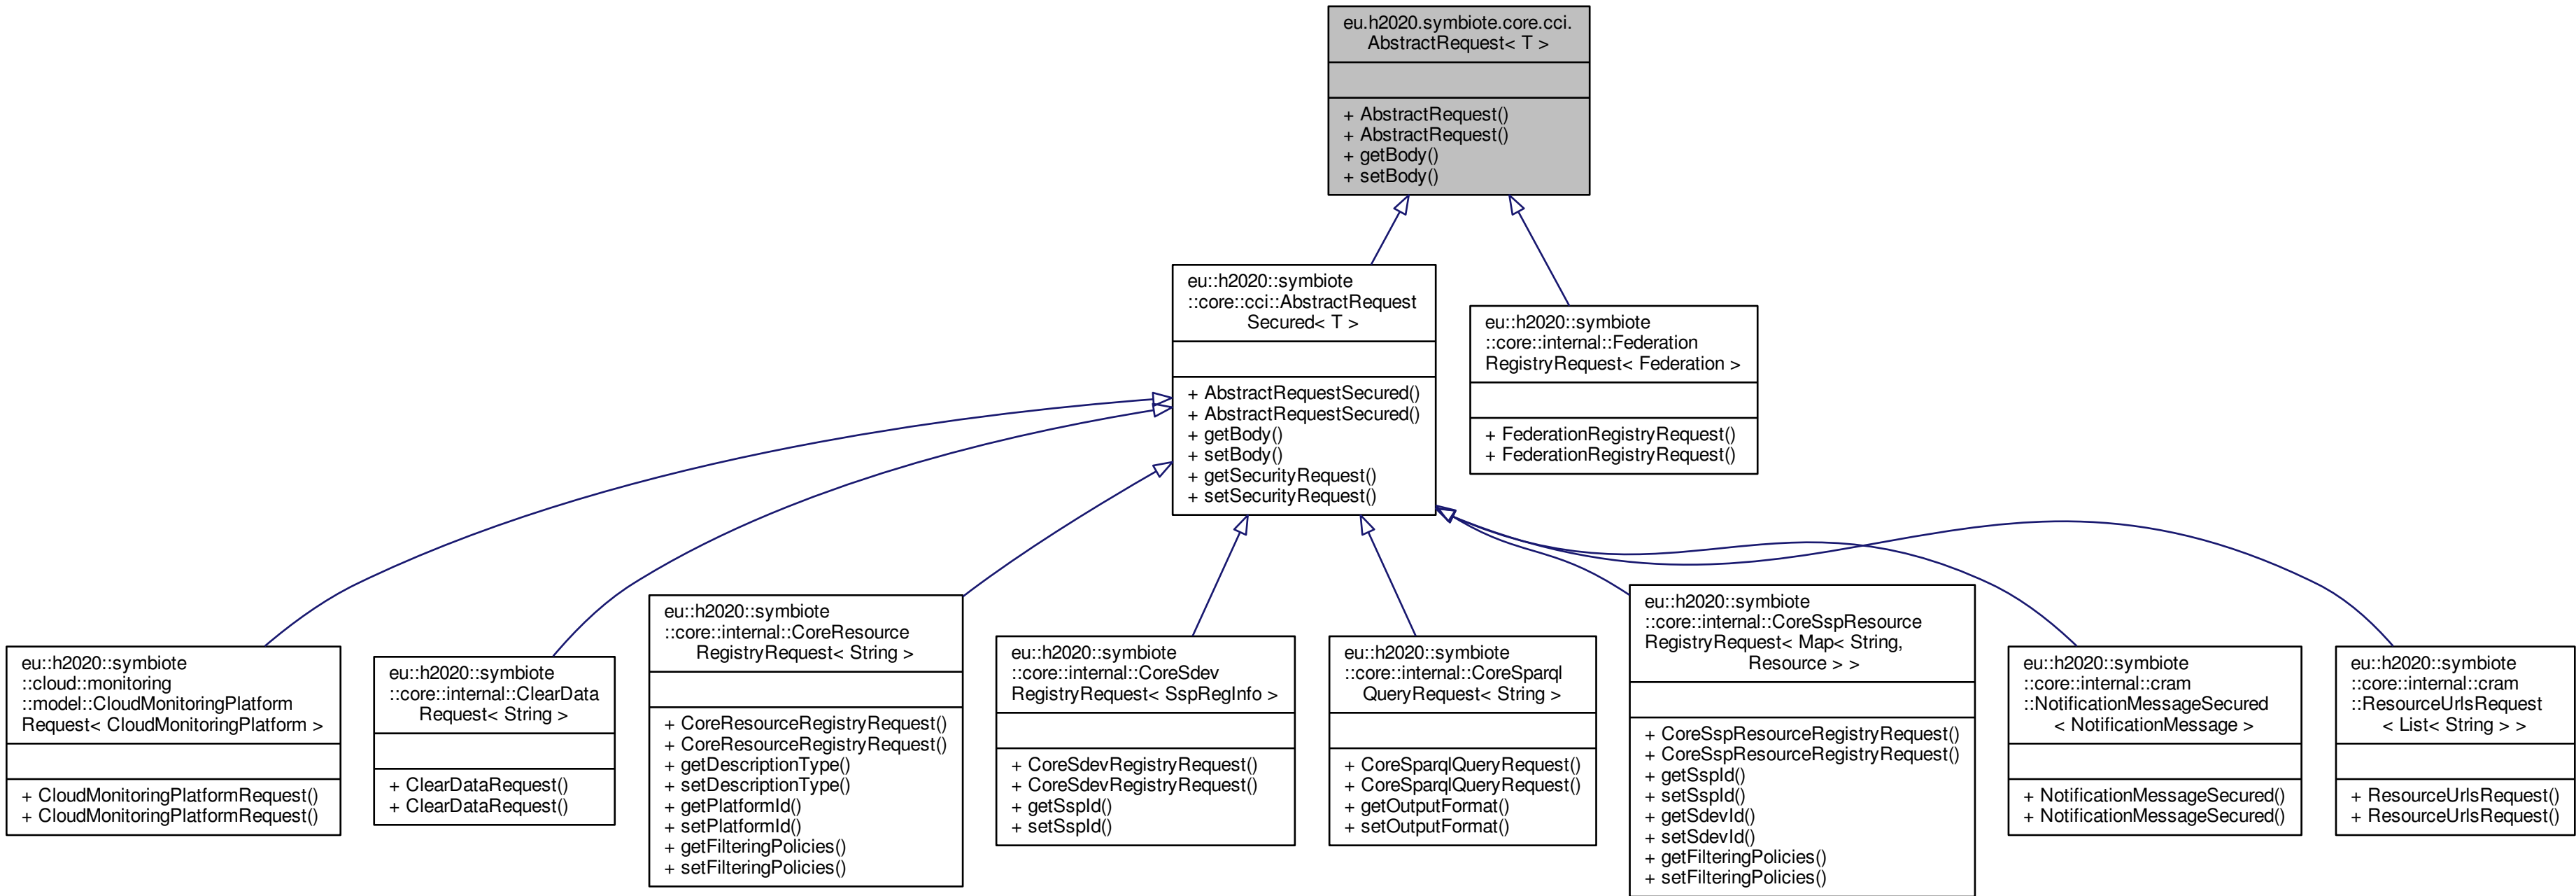 eu.h2020.symbiote.core.cci.
AbstractRequest< T >
+ AbstractRequest()
+ AbstractRequest()
+ getBody()
+ setBody()
eu::h2020::symbiote
::core::cci::AbstractRequest
Secured< T >
+ AbstractRequestSecured()
+ AbstractRequestSecured()
+ getBody()
+ setBody()
+ getSecurityRequest()
+ setSecurityRequest()
eu::h2020::symbiote
::core::internal::Federation
RegistryRequest< Federation >
+ FederationRegistryRequest()
+ FederationRegistryRequest()
eu::h2020::symbiote
::cloud::monitoring
::model::CloudMonitoringPlatform
Request< CloudMonitoringPlatform >
+ CloudMonitoringPlatformRequest()
+ CloudMonitoringPlatformRequest()
eu::h2020::symbiote
::core::internal::ClearData
Request< String >
+ ClearDataRequest()
+ ClearDataRequest()
eu::h2020::symbiote
::core::internal::CoreResource
RegistryRequest< String >
+ CoreResourceRegistryRequest()
+ CoreResourceRegistryRequest()
+ getDescriptionType()
+ setDescriptionType()
+ getPlatformId()
+ setPlatformId()
+ getFilteringPolicies()
+ setFilteringPolicies()
eu::h2020::symbiote
::core::internal::CoreSdev
RegistryRequest< SspRegInfo >
+ CoreSdevRegistryRequest()
+ CoreSdevRegistryRequest()
+ getSspId()
+ setSspId()
eu::h2020::symbiote
::core::internal::CoreSparql
QueryRequest< String >
+ CoreSparqlQueryRequest()
+ CoreSparqlQueryRequest()
+ getOutputFormat()
+ setOutputFormat()
eu::h2020::symbiote
::core::internal::CoreSspResource
RegistryRequest< Map< String,
Resource > >
+ CoreSspResourceRegistryRequest()
+ CoreSspResourceRegistryRequest()
+ getSspId()
+ setSspId()
+ getSdevId()
+ setSdevId()
+ getFilteringPolicies()
+ setFilteringPolicies()
eu::h2020::symbiote
::core::internal::cram
::NotificationMessageSecured
< NotificationMessage >
+ NotificationMessageSecured()
+ NotificationMessageSecured()
eu::h2020::symbiote
::core::internal::cram
::ResourceUrlsRequest
< List< String > >
+ ResourceUrlsRequest()
+ ResourceUrlsRequest()